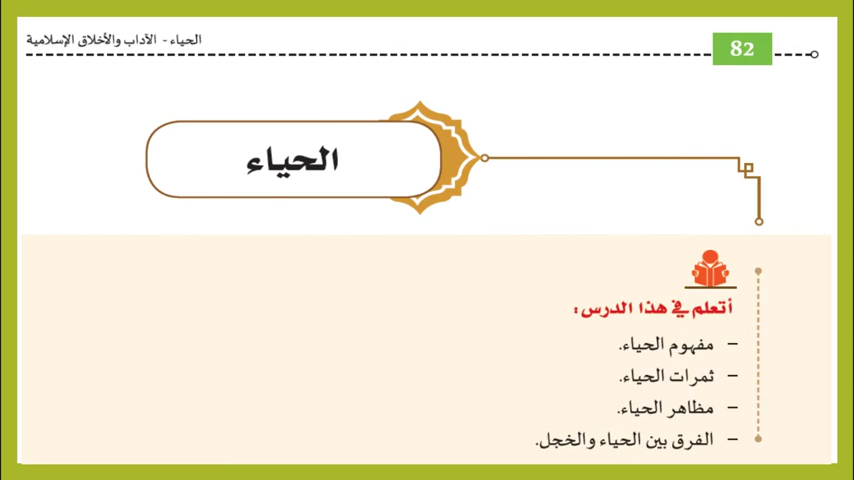 الحياء - الآداب والأخلاق الإسلامية
82
الحياء
أتعلم في هذا الدرس:
– مفهوم الحياء.
– ثمرات الحياء.
– مظاهر الحياء.
– الفرق بين الحياء والخجل.